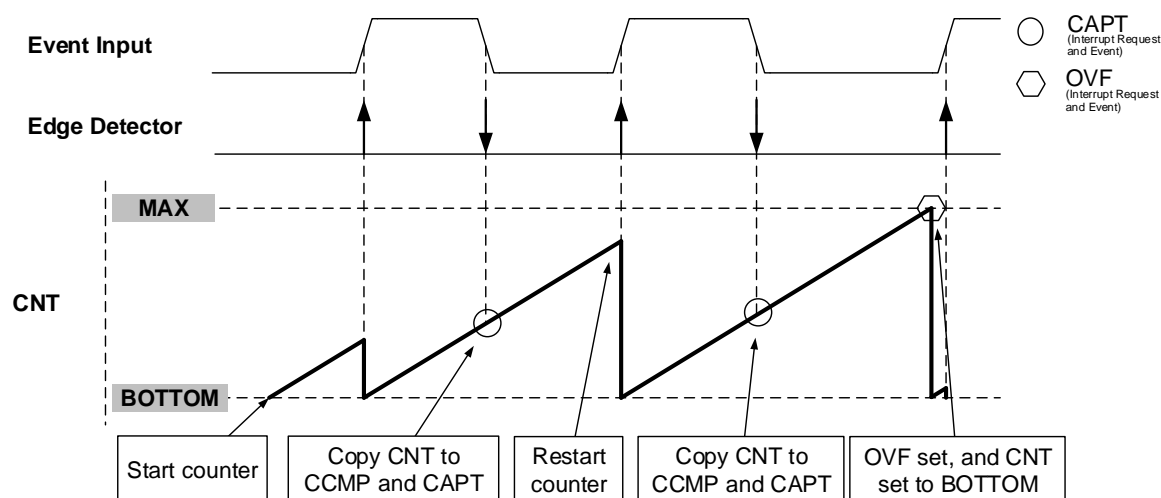 Event Input
CAPT
(Interrupt Request
and Event)
OVF
(Interrupt Request
and Event)
Edge Detector
MAX
CNT
BOTTOM
Start counter
Copy CNT to
CCMP and CAPT
Restart
counter
Copy CNT to
CCMP and CAPT
OVF set, and CNT
set to BOTTOM